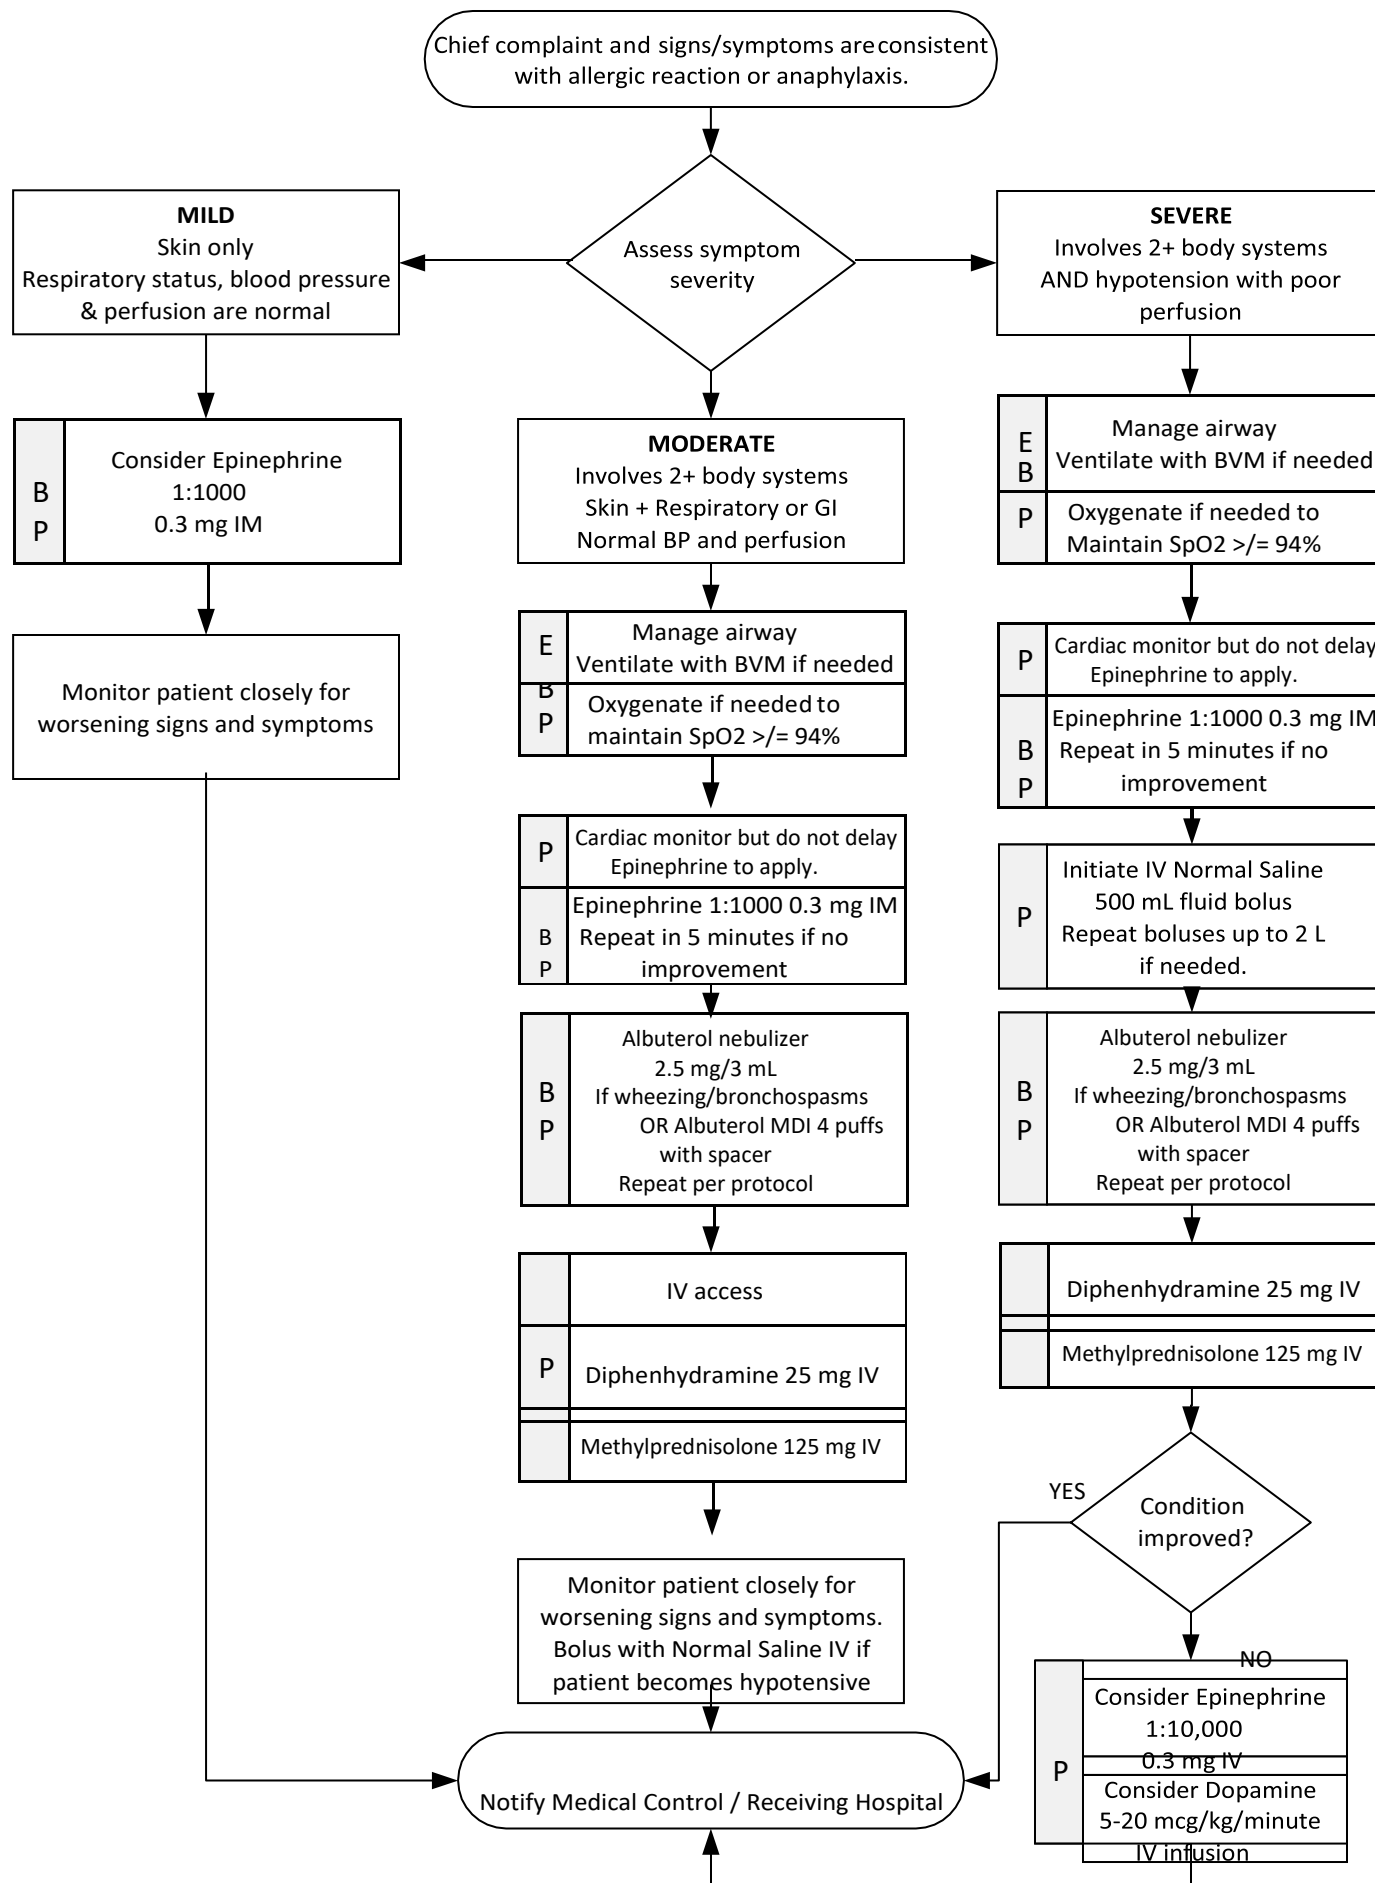 Chief complaint and signs/symptoms are consistent
with allergic reaction or anaphylaxis.
Assess symptom
severity
MILD
Skin only
Respiratory status, blood pressure
& perfusion are normal
B
P
Consider Epinephrine
1:1000
0.3 mg IM
Monitor patient closely for
worsening signs and symptoms
MODERATE
Involves 2+ body systems
Skin + Respiratory or GI
Normal BP and perfusion
E
Manage airway
Ventilate with BVM if needed
B
P
Oxygenate if needed to
maintain SpO2 >/= 94%
P
Cardiac monitor but do not delay
Epinephrine to apply.
B
P
Epinephrine 1:1000 0.3 mg IM
Repeat in 5 minutes if no
improvement
B
P
Albuterol nebulizer
2.5 mg/3 mL
If wheezing/bronchospasms
OR Albuterol MDI 4 puffs
with spacer
Repeat per protocol
IV access
P
Diphenhydramine 25 mg IV
Methylprednisolone 125 mg IV
Monitor patient closely for
worsening signs and symptoms.
Bolus with Normal Saline IV if
patient becomes hypotensive
Notify Medical Control / Receiving Hospital
SEVERE
Involves 2+ body systems
AND hypotension with poor
perfusion
E
B
Manage airway
Ventilate with BVM if needed
P
Oxygenate if needed to
Maintain SpO2 >/= 94%
P
Cardiac monitor but do not delay
Epinephrine to apply.
B
P
Epinephrine 1:1000 0.3 mg IM
Repeat in 5 minutes if no
improvement
P
Initiate IV Normal Saline
500 mL fluid bolus
Repeat boluses up to 2 L
if needed.
B
P
Albuterol nebulizer
2.5 mg/3 mL
If wheezing/bronchospasms
OR Albuterol MDI 4 puffs
with spacer
Repeat per protocol
Diphenhydramine 25 mg IV
Methylprednisolone 125 mg IV
YES
Condition
improved?
NO
P
Consider Epinephrine
1:10,000
0.3 mg IV
Consider Dopamine
5-20 mcg/kg/minute
IV infusion